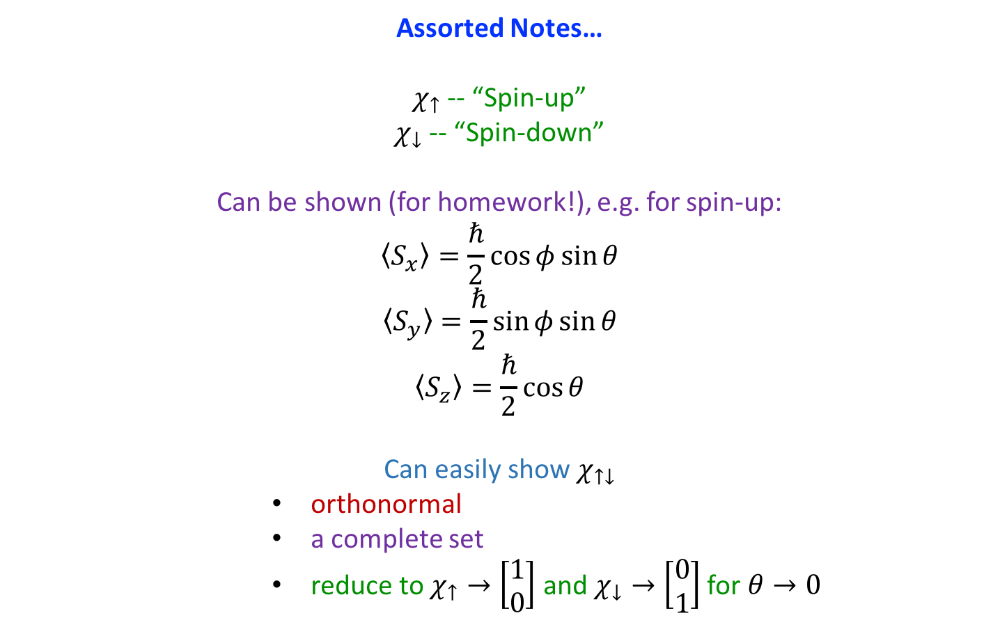 Assorted Notes…
χ↑ -- “Spin-up”
χ↓ -- “Spin-down”
Can be shown (for homework!), e.g. for spin-up:
⟨Sₓ⟩ = ℏ/2 cos ϕ sin θ
⟨S_y⟩ = ℏ/2 sin ϕ sin θ
⟨S_z⟩ = ℏ/2 cos θ
Can easily show χ↑↓
• orthonormal
• a complete set
• reduce to χ↑ → [1 0] and χ↓ → [0 1] for θ → 0